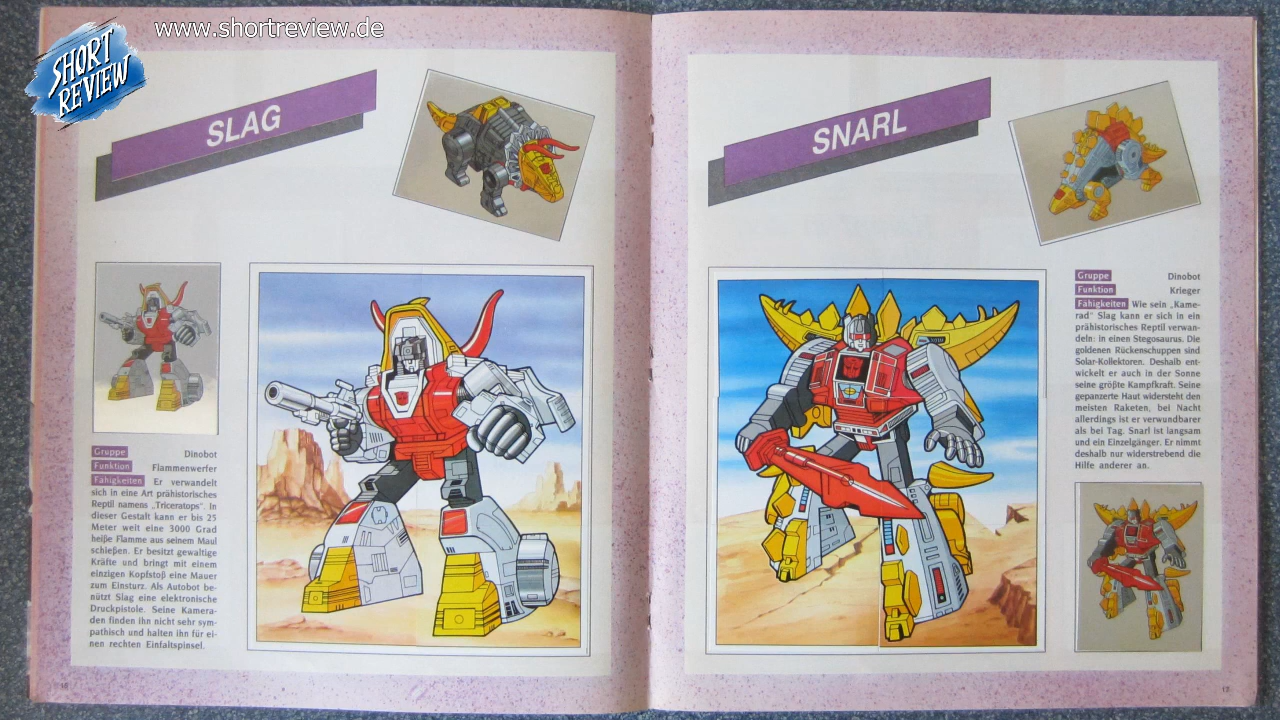 www.shortreview.de
SHORT
REVIEW
SLAG
Gruppe Dinobot
Funktion Flammenwerfer
Fähigkeiten Er verwandelt
sich in eine Art prähistorisches
Reptil namens „Triceratops“. In
dieser Gestalt kann er bis 25
Meter weit eine 3000 Grad
heiße Flamme aus seinem Maul
schießen. Er besitzt gewaltige
Kräfte und bringt mit einem
einzigen Kopfstoß eine Mauer
zum Einsturz. Als Autobot be-
nützt Slag eine elektronische
Druckpistole. Seine Kamera-
den finden ihn nicht sehr sym-
pathisch und halten ihn für ei-
nen rechten Einfaltspinsel.
SNARL
Gruppe Dinobot
Funktion Krieger
Fähigkeiten Wie sein „Kame-
rad“ Slag kann er sich in ein
prähistorisches Reptil verwan-
deln: in einen Stegosaurus. Die
goldenen Rückenschuppen sind
Solar-Kollektoren. Deshalb ent-
wickelt er auch in der Sonne
seine größte Kampfkraft. Seine
gepanzerte Haut widersteht den
meisten Raketen, bei Nacht
allerdings ist er verwundbarer
als bei Tag. Snarl ist langsam
und ein Einzelgänger. Er nimmt
deshalb nur widerstrebend die
Hilfe anderer an.